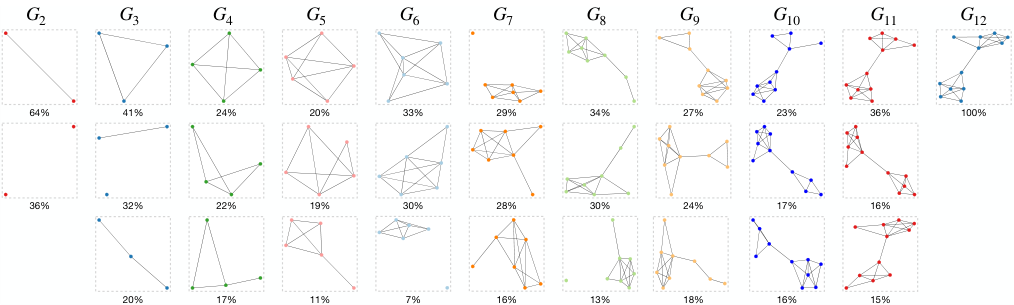 G2 G3 G4 G5 G6 G7 G8 G9 G10 G11 G12
64% 41% 24% 20% 33% 29% 34% 27% 23% 36% 100%
36% 32% 22% 19% 30% 28% 30% 24% 17% 16%
20% 17% 11% 7% 16% 13% 18% 16% 15%